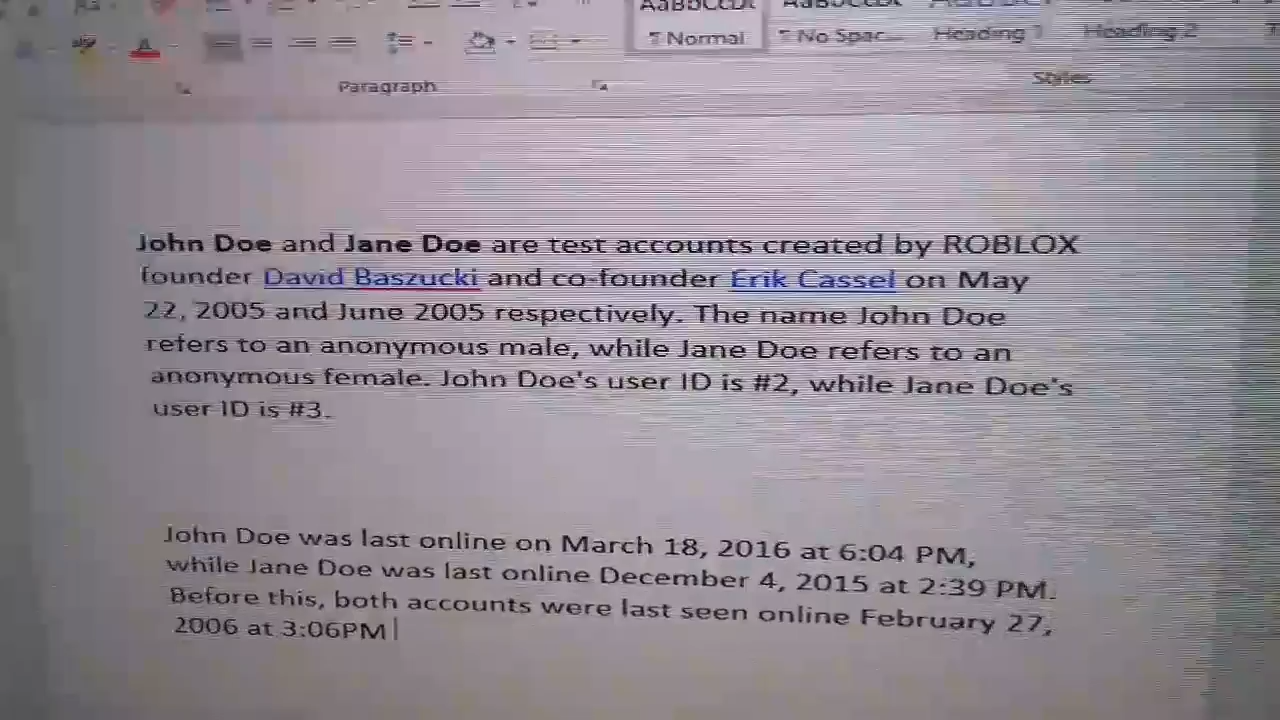 AaBbCcDc AaBbCcDc
¶ Normal ¶ No Spac... Heading 1 Heading 2
Paragraph Styles
John Doe and Jane Doe are test accounts created by ROBLOX
founder David Baszucki and co-founder Erik Cassel on May
22, 2005 and June 2005 respectively. The name John Doe
refers to an anonymous male, while Jane Doe refers to an
anonymous female. John Doe's user ID is #2, while Jane Doe's
user ID is #3.
John Doe was last online on March 18, 2016 at 6:04 PM,
while Jane Doe was last online December 4, 2015 at 2:39 PM.
Before this, both accounts were last seen online February 27,
2006 at 3:06PM